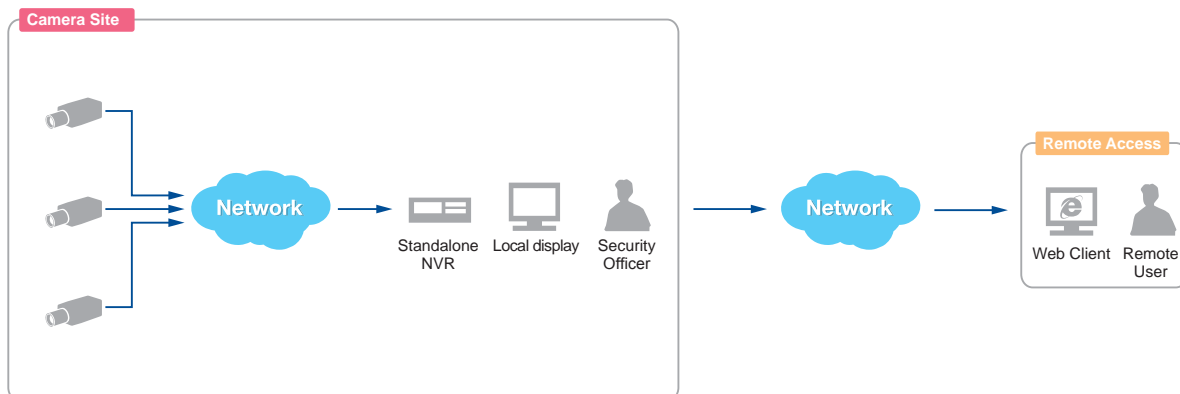 Camera Site
Network
Standalone
NVR
Local display
Security
Officer
Network
Remote Access
Web Client
Remote
User